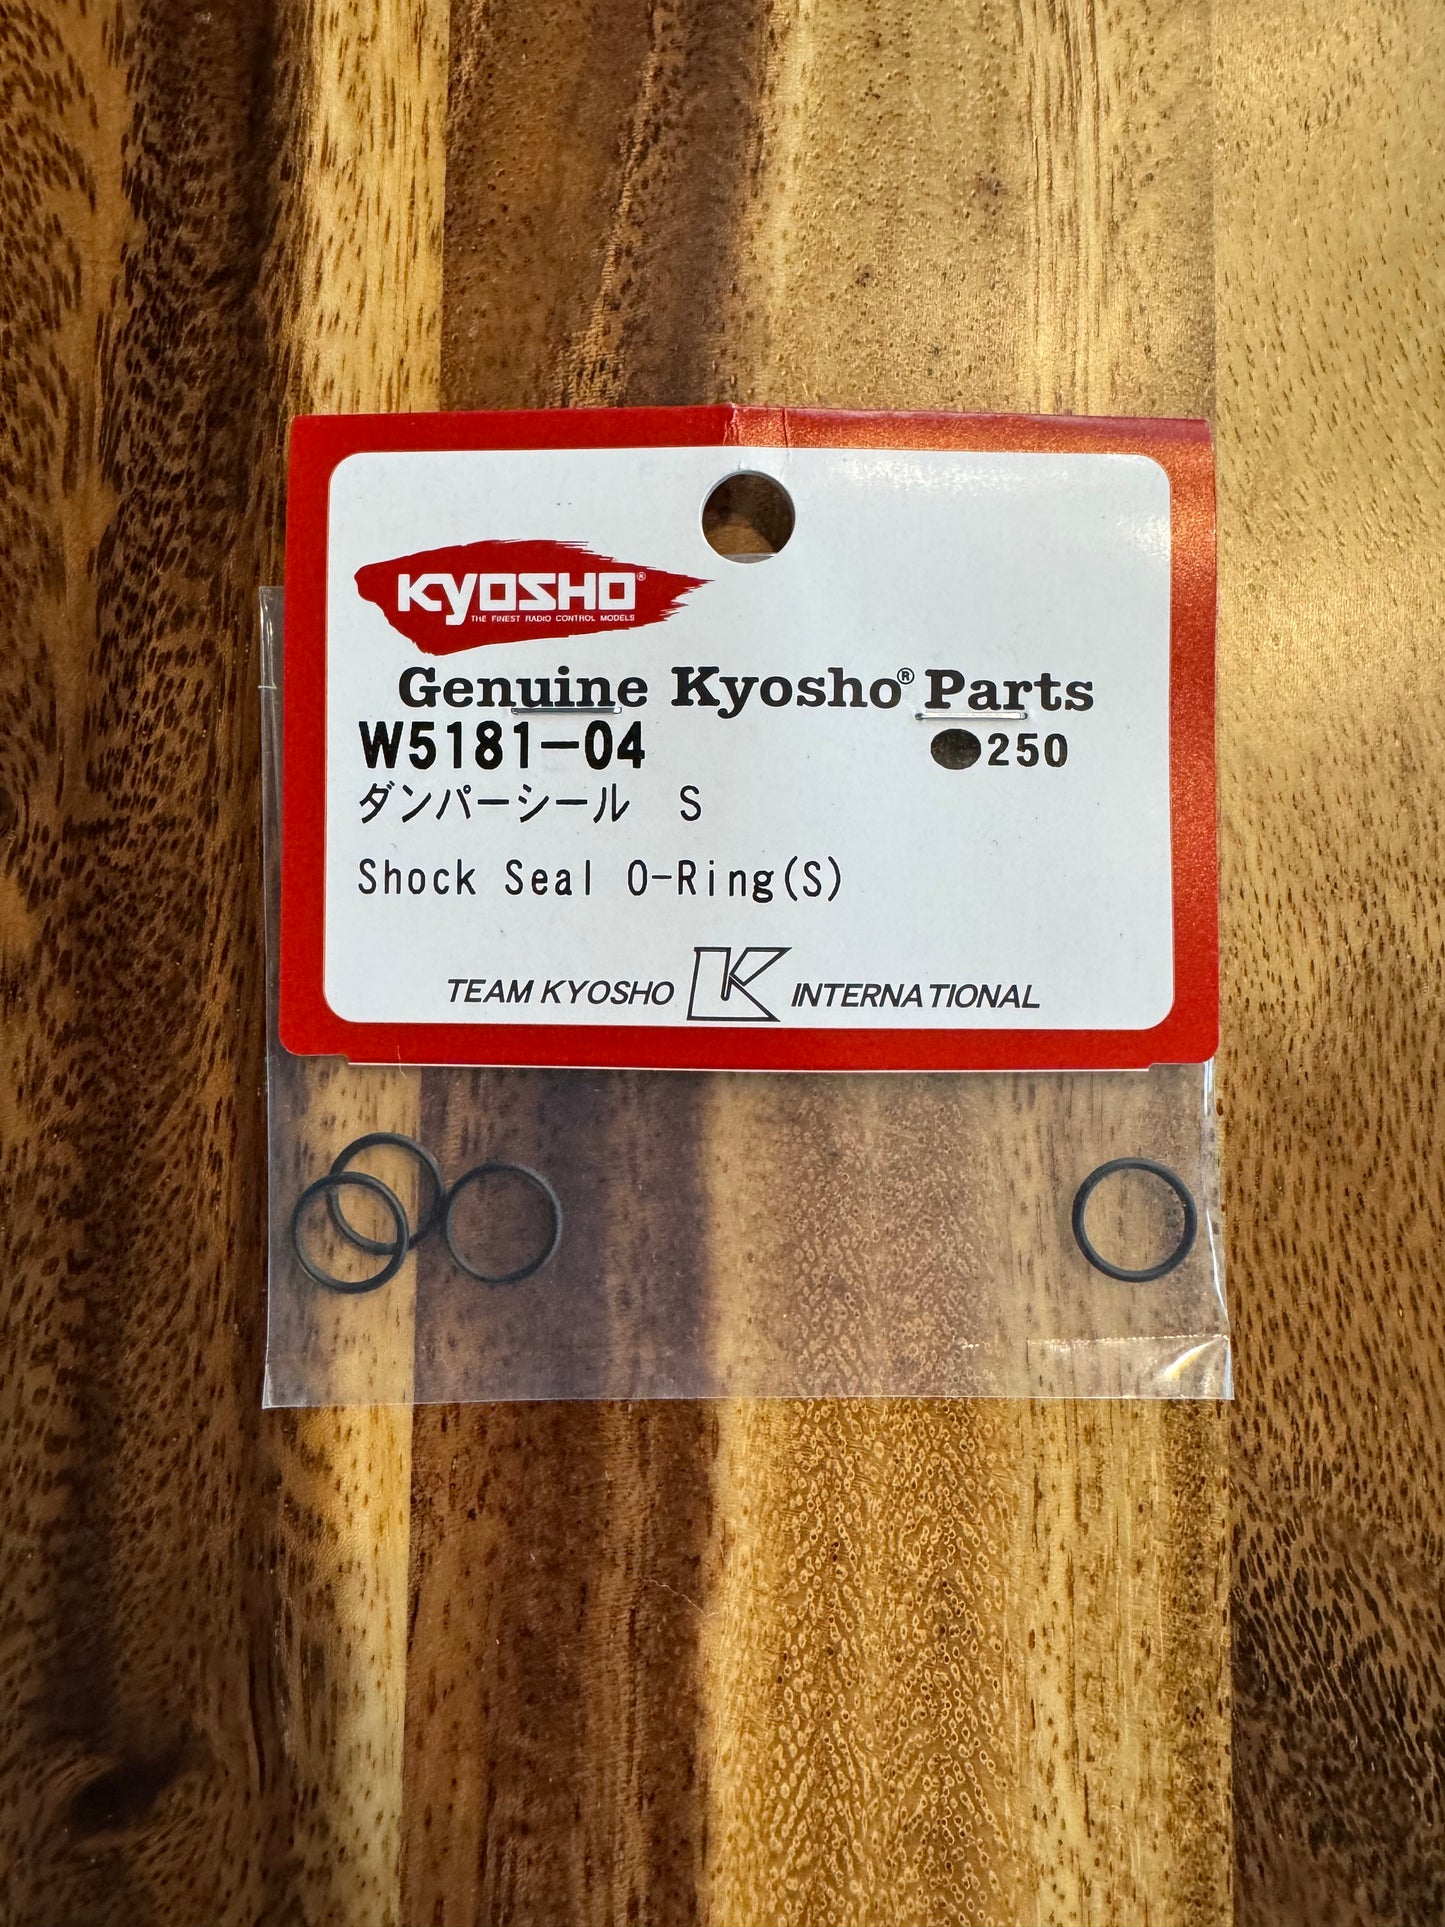 KYOSHO®
THE FINEST RADIO CONTROL MODELS
Genuine Kyosho® Parts
W5181-04 ●250
ダンパーシール S
Shock Seal O-Ring(S)
TEAM KYOSHO K INTERNATIONAL